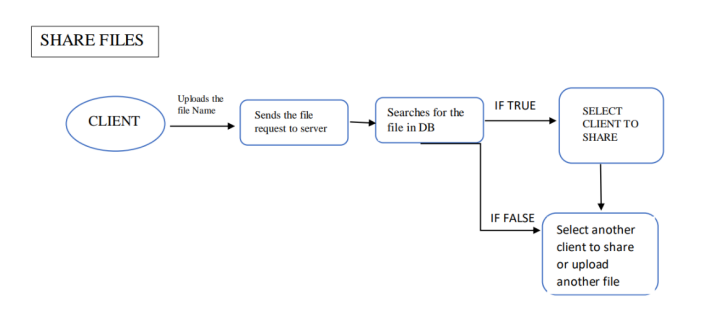 SHARE FILES
CLIENT
Uploads the
file Name
Sends the file
request to server
Searches for the
file in DB
IF TRUE
SELECT
CLIENT TO
SHARE
IF FALSE
Select another
client to share
or upload
another file